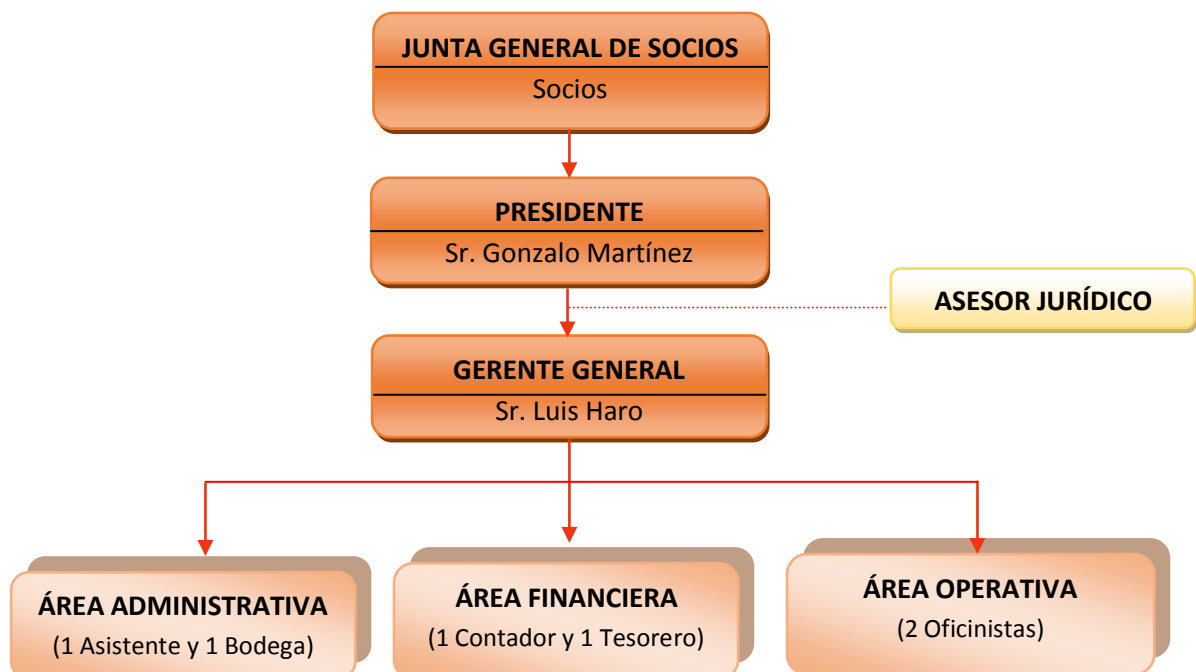 JUNTA GENERAL DE SOCIOS
Socios
PRESIDENTE
Sr. Gonzalo Martínez
ASESOR JURÍDICO
GERENTE GENERAL
Sr. Luis Haro
ÁREA ADMINISTRATIVA
(1 Asistente y 1 Bodega)
ÁREA FINANCIERA
(1 Contador y 1 Tesorero)
ÁREA OPERATIVA
(2 Oficinistas)